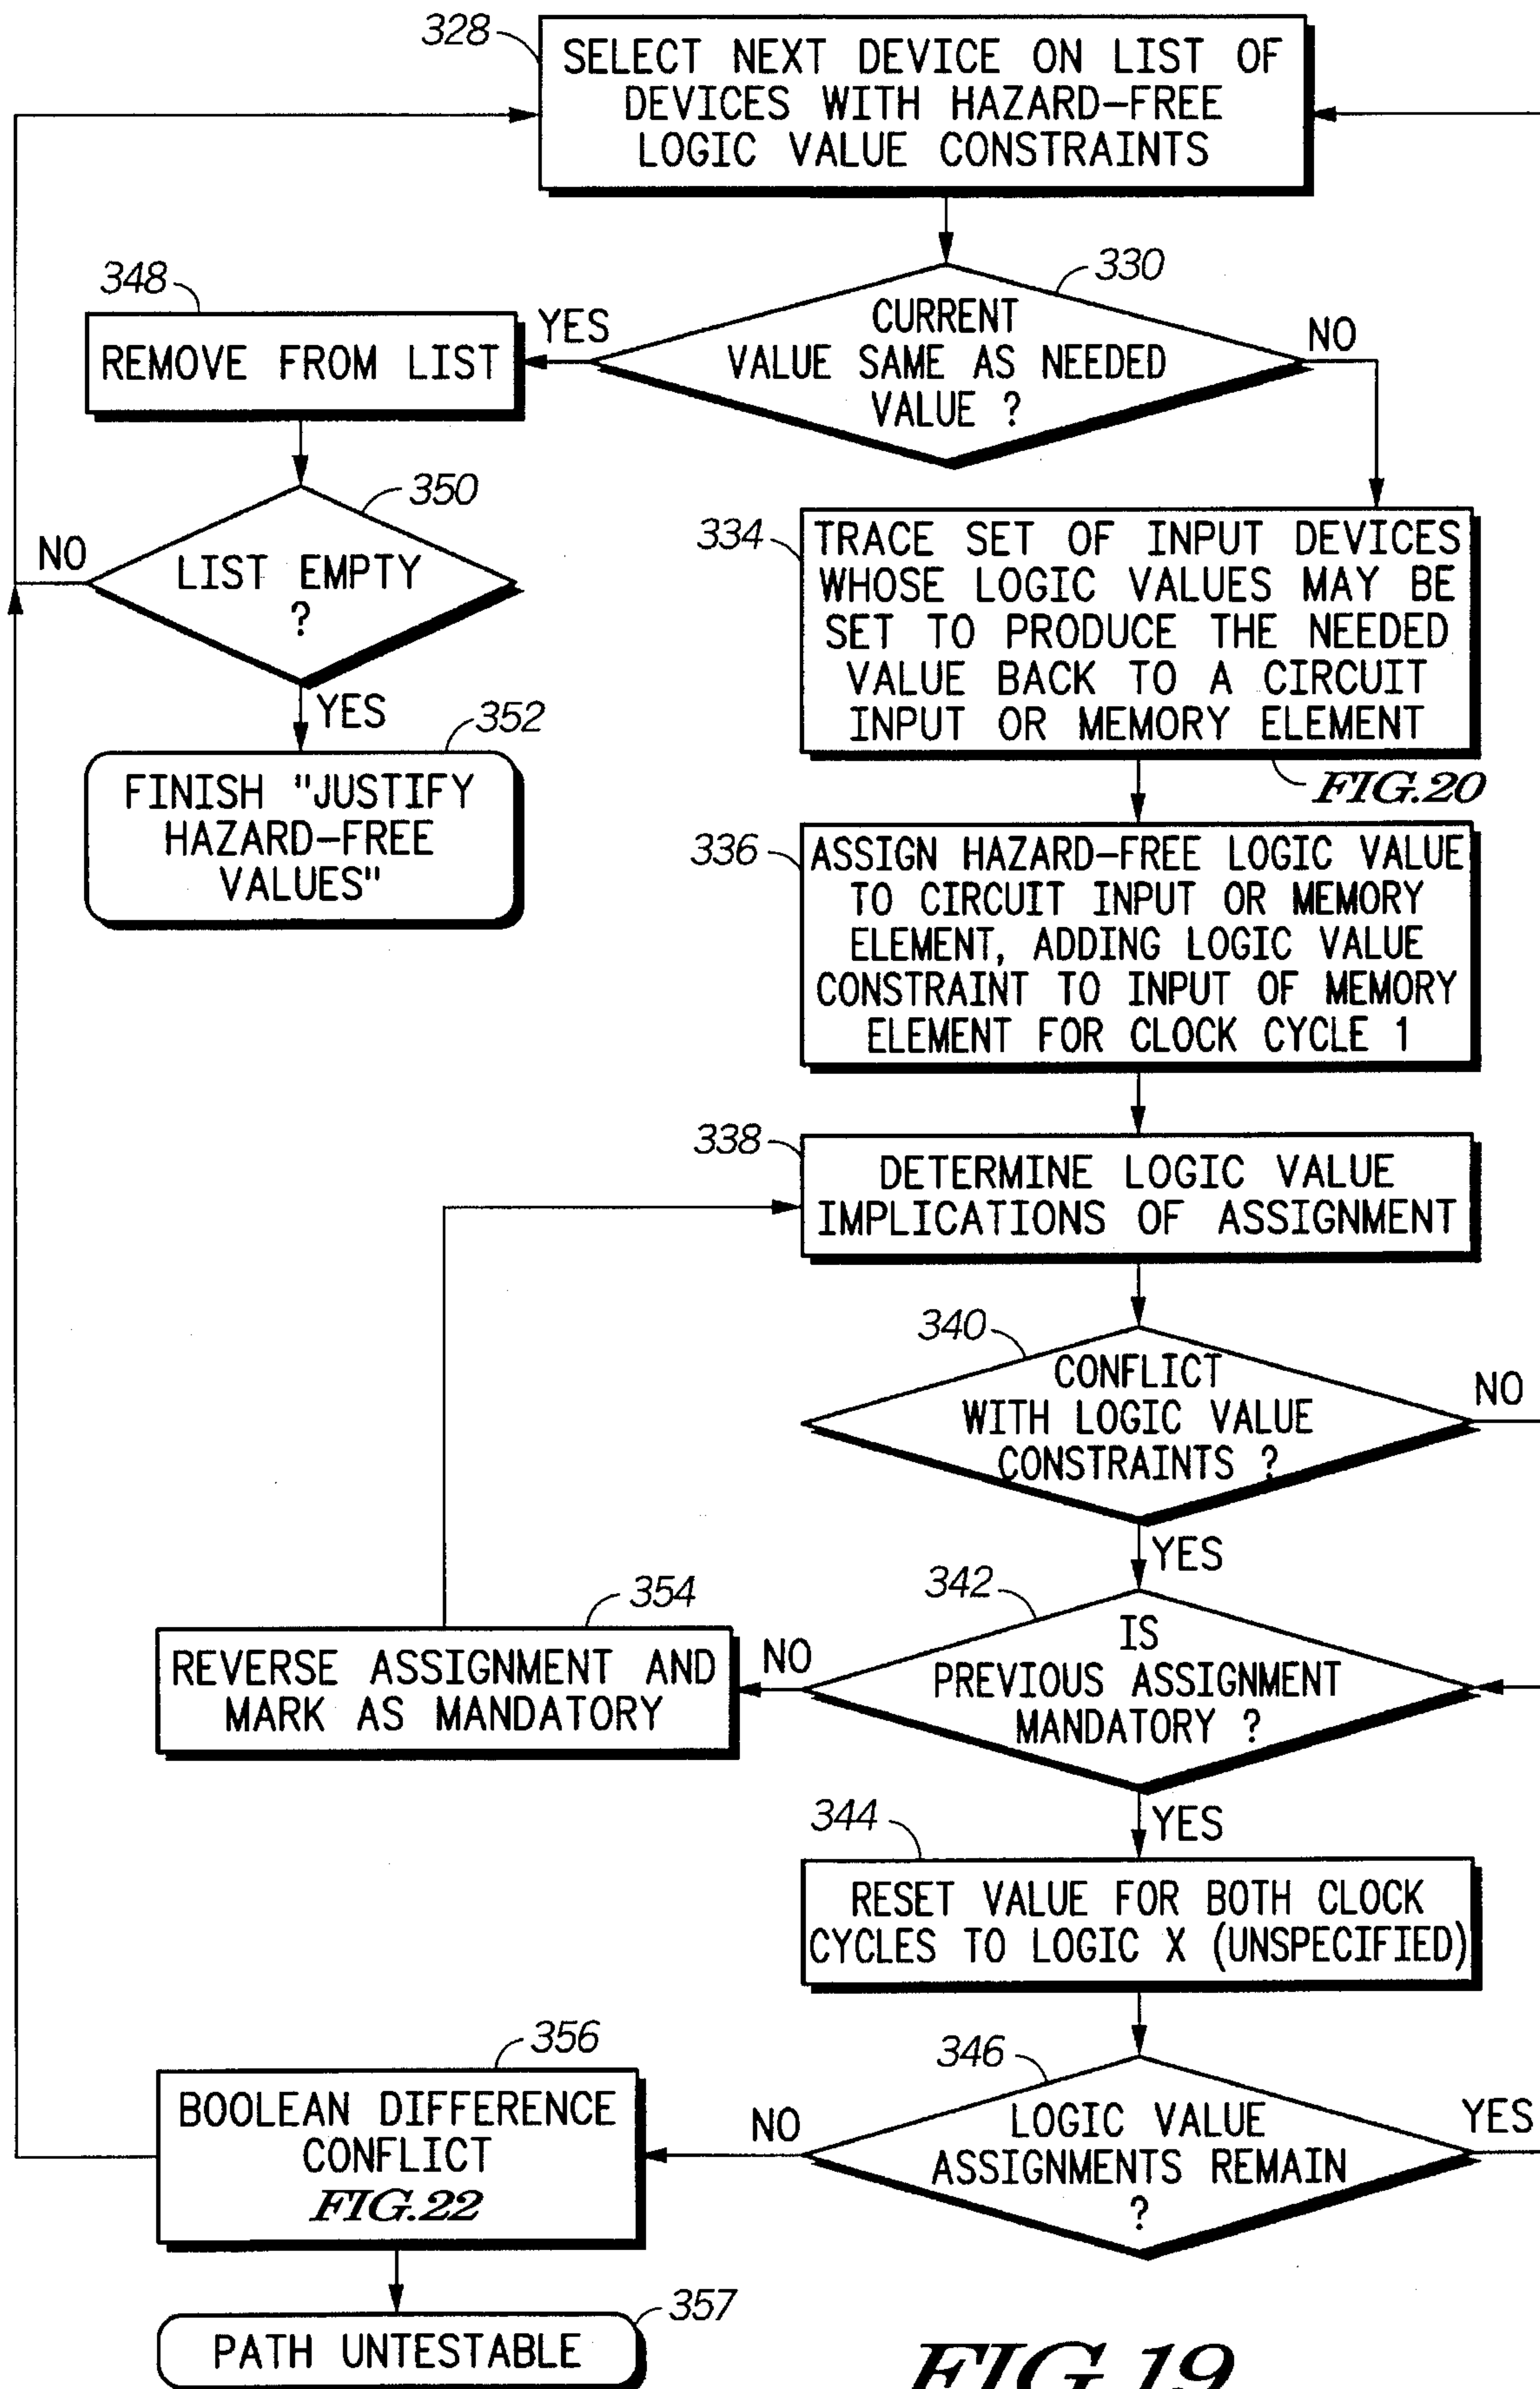 328
SELECT NEXT DEVICE ON LIST OF
DEVICES WITH HAZARD-FREE
LOGIC VALUE CONSTRAINTS
330
CURRENT
VALUE SAME AS NEEDED
VALUE ?
YES
NO
348
REMOVE FROM LIST
350
LIST EMPTY
?
NO
YES
352
FINISH "JUSTIFY
HAZARD-FREE
VALUES"
334
TRACE SET OF INPUT DEVICES
WHOSE LOGIC VALUES MAY BE
SET TO PRODUCE THE NEEDED
VALUE BACK TO A CIRCUIT
INPUT OR MEMORY ELEMENT
FIG.20
336
ASSIGN HAZARD-FREE LOGIC VALUE
TO CIRCUIT INPUT OR MEMORY
ELEMENT, ADDING LOGIC VALUE
CONSTRAINT TO INPUT OF MEMORY
ELEMENT FOR CLOCK CYCLE 1
338
DETERMINE LOGIC VALUE
IMPLICATIONS OF ASSIGNMENT
340
CONFLICT
WITH LOGIC VALUE
CONSTRAINTS ?
NO
YES
342
IS
PREVIOUS ASSIGNMENT
MANDATORY ?
NO
354
REVERSE ASSIGNMENT AND
MARK AS MANDATORY
YES
344
RESET VALUE FOR BOTH CLOCK
CYCLES TO LOGIC X (UNSPECIFIED)
346
LOGIC VALUE
ASSIGNMENTS REMAIN
?
YES
NO
356
BOOLEAN DIFFERENCE
CONFLICT
FIG.22
357
PATH UNTESTABLE
FIG.19